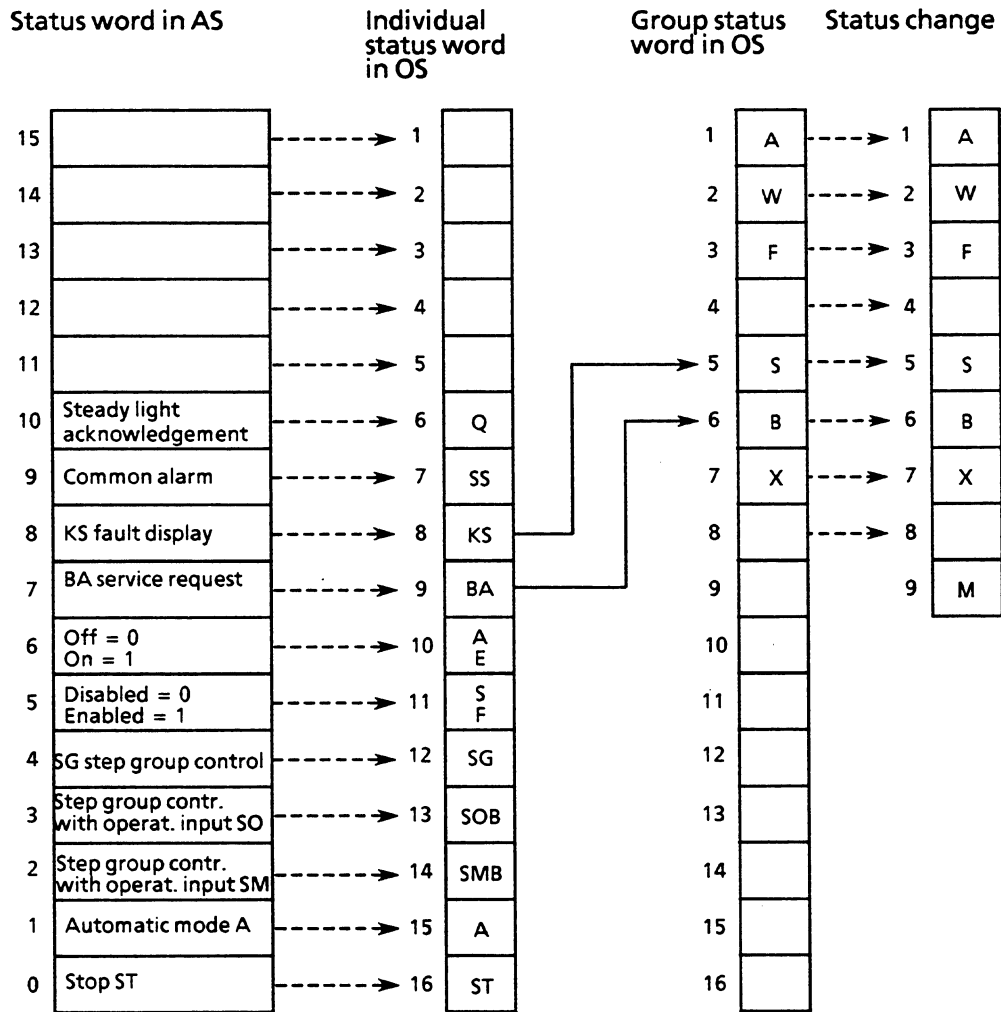 Status word in AS
Individual
status word
in OS
Group status
word in OS
Status change
15 1 1 A 1 A
14 2 2 W 2 W
13 3 3 F 3 F
12 4 4 4
11 5 5 S 5 S
10 Steady light
acknowledgement 6 Q 6 B 6 B
9 Common alarm 7 SS 7 X 7 X
8 KS fault display 8 KS 8 8
7 BA service request 9 BA 9 9 M
6 Off = 0
On = 1 10 A
E 10
5 Disabled = 0
Enabled = 1 11 S
F 11
4 SG step group control 12 SG 12
3 Step group contr.
with operat. input SO 13 SOB 13
2 Step group contr.
with operat. input SM 14 SMB 14
1 Automatic mode A 15 A 15
0 Stop ST 16 ST 16